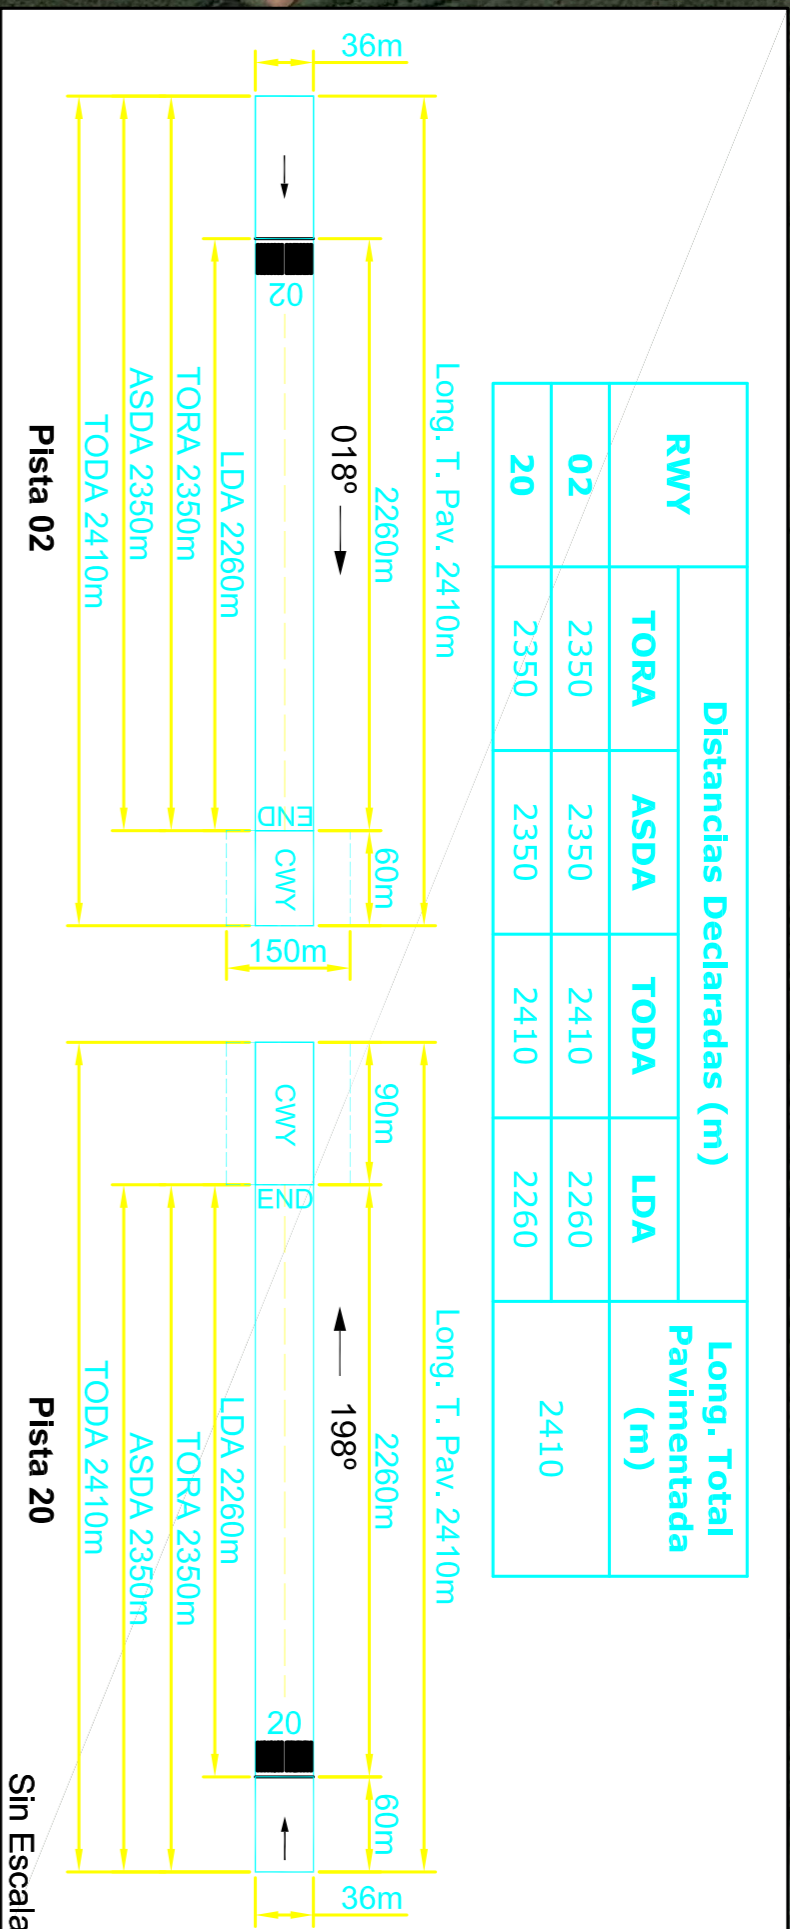 RWY
Distancias Declaradas (m)
Long. Total
Pavimentada
(m)
TORA
ASDA
TODA
LDA
02
2350
2350
2410
2260
2410
20
2350
2350
2410
2260
36m
Long. T. Pav. 2410m
2260m
60m
018º
02
END
CWY
150m
LDA 2260m
TORA 2350m
ASDA 2350m
TODA 2410m
Pista 02
Long. T. Pav. 2410m
90m
2260m
60m
36m
198º
CWY
END
20
LDA 2260m
TORA 2350m
ASDA 2350m
TODA 2410m
Pista 20
Sin Escala